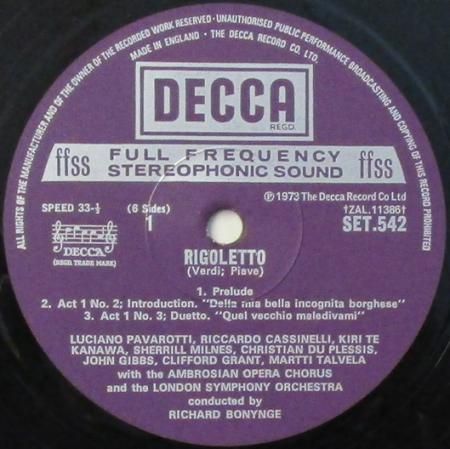 ALL RIGHTS OF THE MANUFACTURER AND OF THE OWNER OF THE RECORDED WORK RESERVED · UNAUTHORISED PUBLIC PERFORMANCE BROADCASTING AND COPYING OF THIS RECORD PROHIBITED
MADE IN ENGLAND · THE DECCA RECORD CO. LTD.
DECCA
REGD.
ffss FULL FREQUENCY STEREOPHONIC SOUND ffss
℗ 1973 The Decca Record Co Ltd
SPEED 33-⅓ (6 Sides) †ZAL.11386†
1 SET.542
DECCA
(REGR. TRADE MARK)
RIGOLETTO
(Verdi; Piave)
1. Prelude
2. Act 1 No. 2; Introduction. "Della mia bella incognita borghese"
3. Act 1 No. 3; Duetto. "Quel vecchio maledivami"
LUCIANO PAVAROTTI, RICCARDO CASSINELLI, KIRI TE
KANAWA, SHERRILL MILNES, CHRISTIAN DU PLESSIS,
JOHN GIBBS, CLIFFORD GRANT, MARTTI TALVELA
with the AMBROSIAN OPERA CHORUS
and the LONDON SYMPHONY ORCHESTRA
conducted by
RICHARD BONYNGE